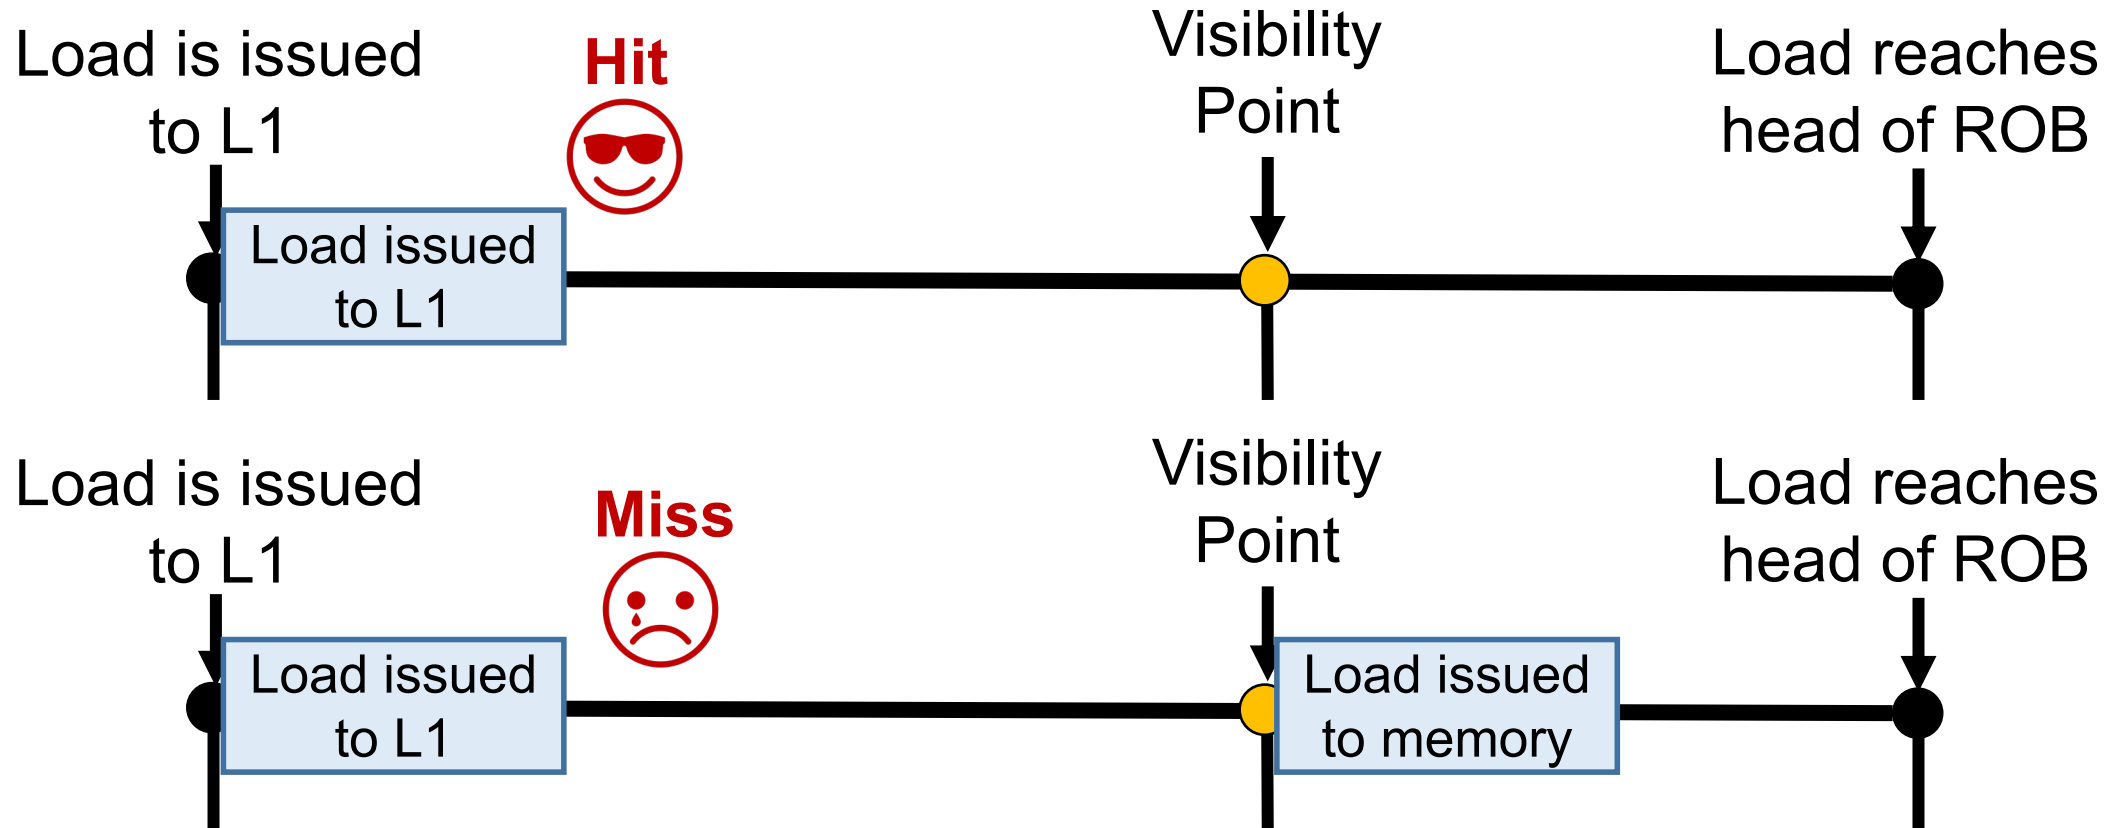 Load is issued
to L1
Hit
Visibility
Point
Load reaches
head of ROB
Load issued
to L1
Load is issued
to L1
Miss
Visibility
Point
Load reaches
head of ROB
Load issued
to L1
Load issued
to memory